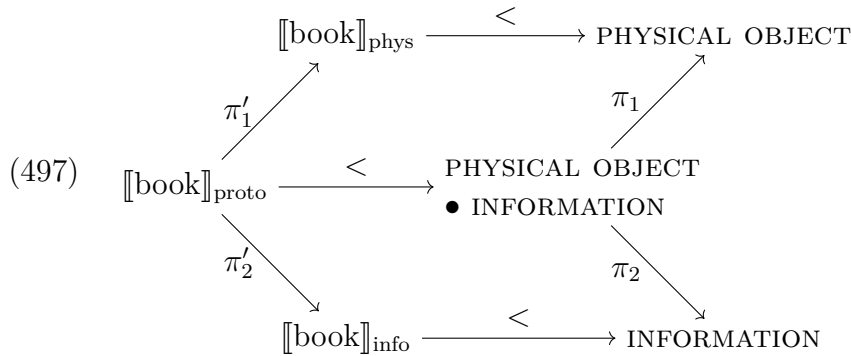 <
⟦book⟧phys PHYSICAL OBJECT
π′1 π1
(497) < PHYSICAL OBJECT
⟦book⟧proto • INFORMATION
π′2 π2
<
⟦book⟧info INFORMATION